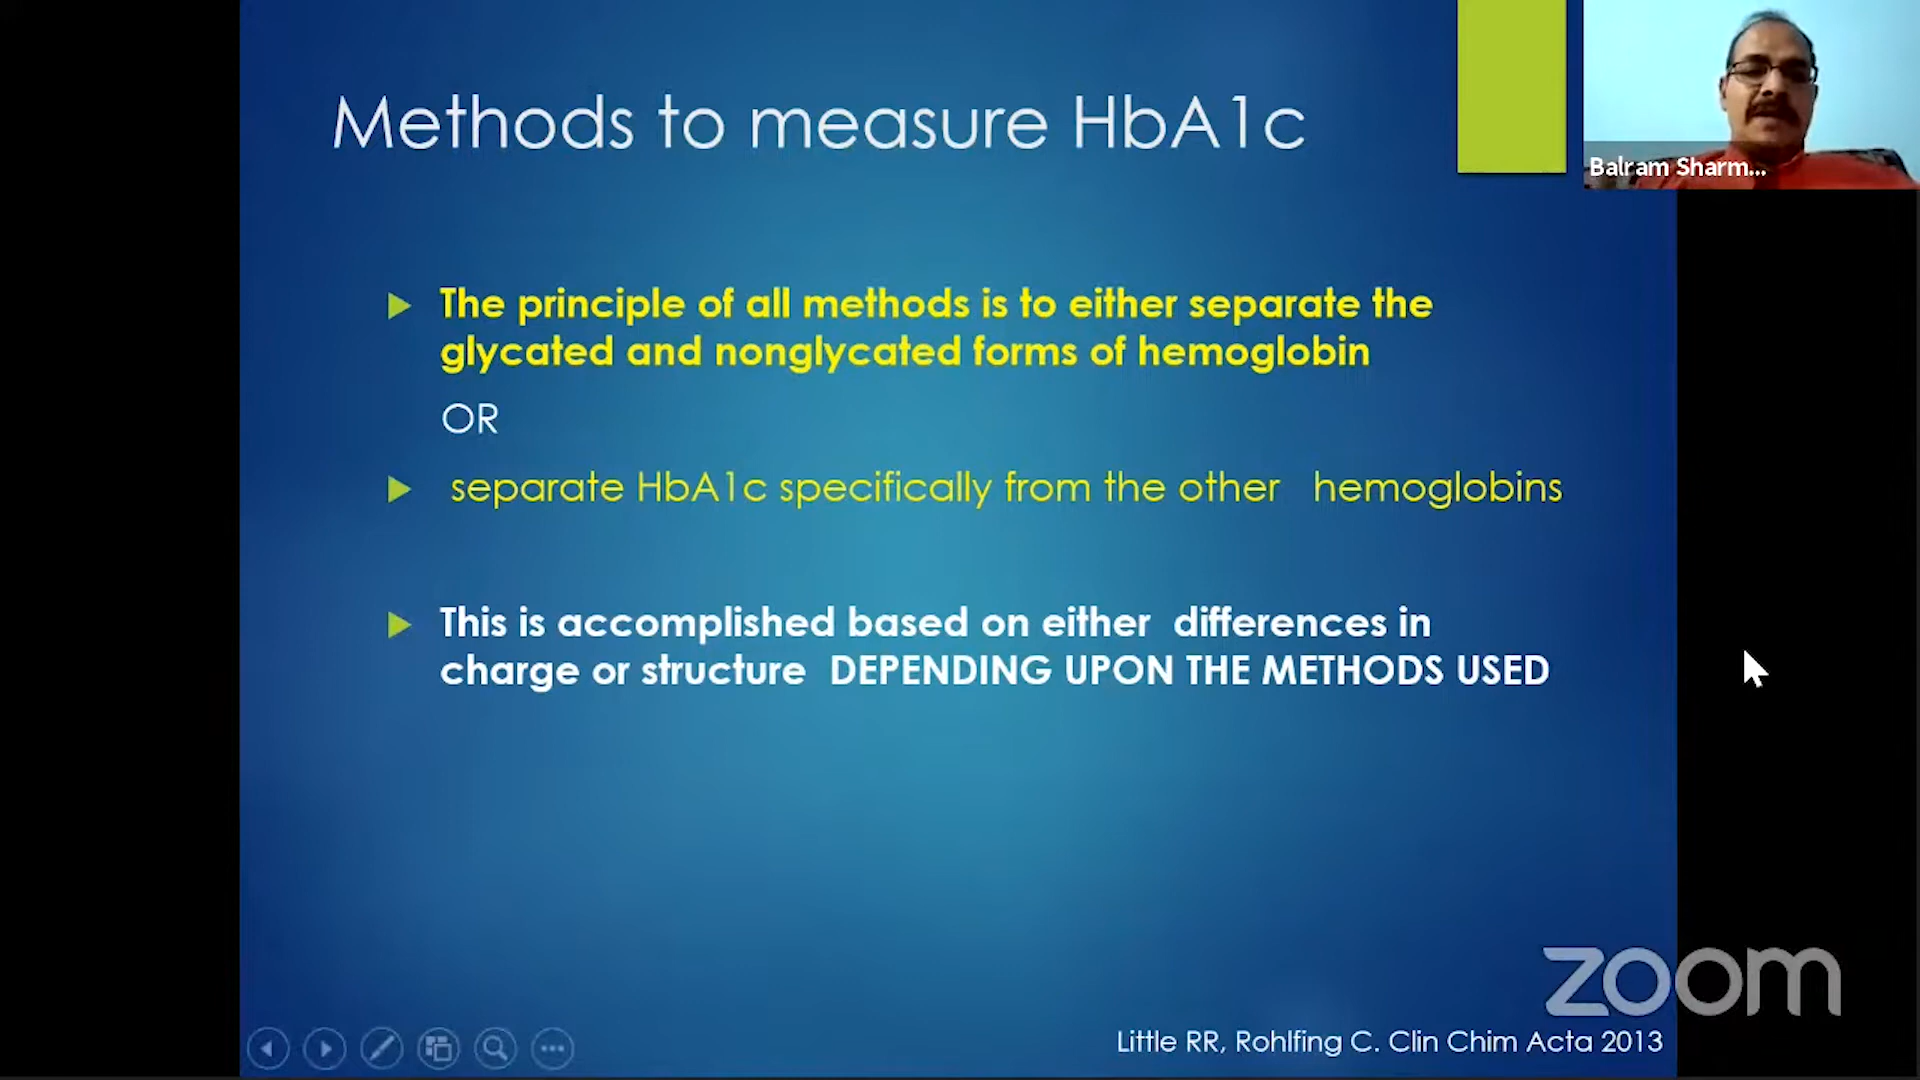 Methods to measure HbA1c
Balram Sharm...
The principle of all methods is to either separate the
glycated and nonglycated forms of hemoglobin
OR
separate HbA1c specifically from the other hemoglobins
This is accomplished based on either differences in
charge or structure DEPENDING UPON THE METHODS USED
zoom
Little RR, Rohlfing C. Clin Chim Acta 2013